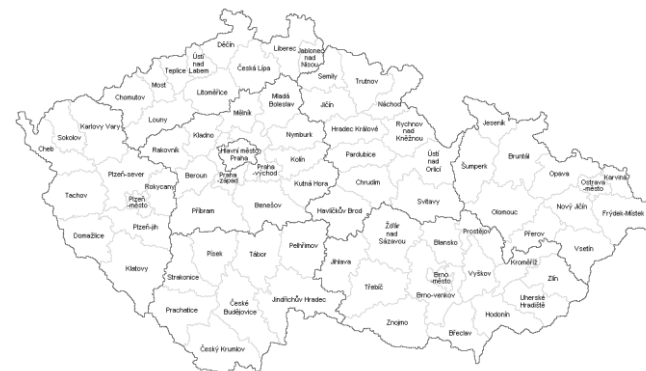 Děčín
Liberec
Jablonec
nad
Nisou
Ústí
nad
Labem
Teplice
Česká Lípa
Most
Litoměřice
Chomutov
Louny
Semily
Trutnov
Mladá
Boleslav
Jičín
Náchod
Mělník
Karlovy Vary
Sokolov
Cheb
Rakovník
Kladno
Hlavní město
Praha
Nymburk
Hradec Králové
Rychnov
nad
Kněžnou
Jeseník
Plzeň-sever
Beroun
Praha
-západ
Praha
-východ
Kolín
Pardubice
Ústí
nad
Orlicí
Šumperk
Bruntál
Opava
Karviná
Ostrava-
město
Tachov
Rokycany
Plzeň
-město
Kutná Hora
Chrudim
Svitavy
Příbram
Benešov
Havlíčkův Brod
Olomouc
Nový Jičín
Frýdek-Místek
Domažlice
Plzeň-jih
Klatovy
Přerov
Vsetín
Písek
Tábor
Pelhřimov
Jihlava
Žďár
nad
Sázavou
Blansko
Prostějov
Kroměříž
Zlín
Strakonice
Brno
-město
Vyškov
Prachatice
České
Budějovice
Jindřichův Hradec
Třebíč
Brno-venkov
Uherské
Hradiště
Znojmo
Hodonín
Břeclav
Český Krumlov